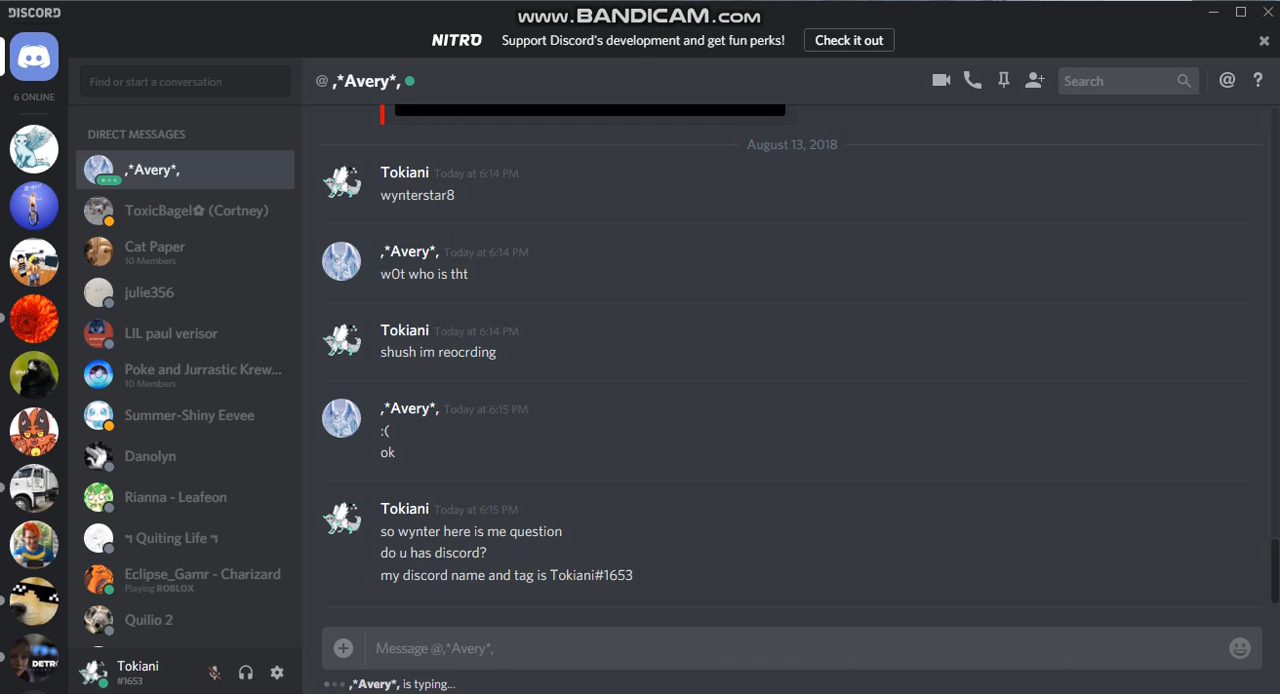 DISCORD
www.BANDICAM.com
NITRO Support Discord's development and get fun perks! Check it out
Find or start a conversation
@ ,*Avery*,
Search
@ ?
6 ONLINE
DIRECT MESSAGES
,*Avery*,
ToxicBagel✿ (Cortney)
Cat Paper
10 Members
julie356
LIL paul verisor
Poke and Jurrastic Krew...
10 Members
Summer-Shiny Eevee
Danolyn
Rianna - Leafeon
Quiting Life
Eclipse_Gamr - Charizard
Playing ROBLOX
Quilio 2
Tokiani
#1653
August 13, 2018
Tokiani Today at 6:14 PM
wynterstar8
,*Avery*, Today at 6:14 PM
w0t who is tht
Tokiani Today at 6:14 PM
shush im reocrding
,*Avery*, Today at 6:15 PM
:(
ok
Tokiani Today at 6:15 PM
so wynter here is me question
do u has discord?
my discord name and tag is Tokiani#1653
Message @,*Avery*,
,*Avery*, is typing...
DETR